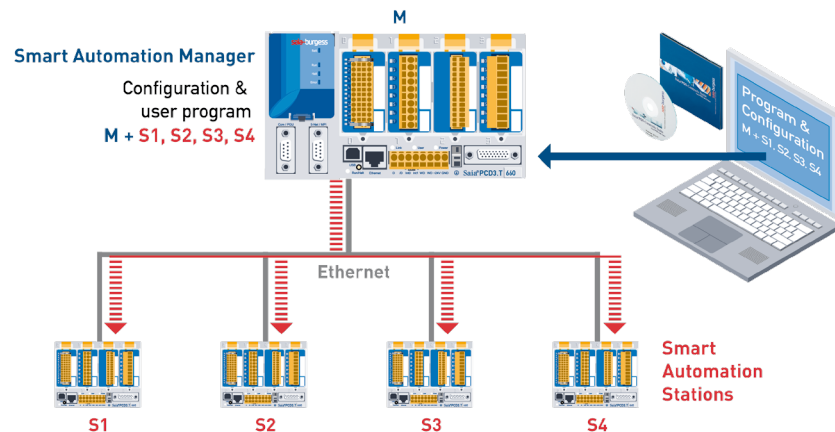 M
Smart Automation Manager
burgess
Configuration &
user program
M + S1, S2, S3, S4
Program &
Configuration
M + S1, S2, S3, S4
Ethernet
Saia PCD3.T 660
Ethernet
Smart
Automation
Stations
S1
S2
S3
S4